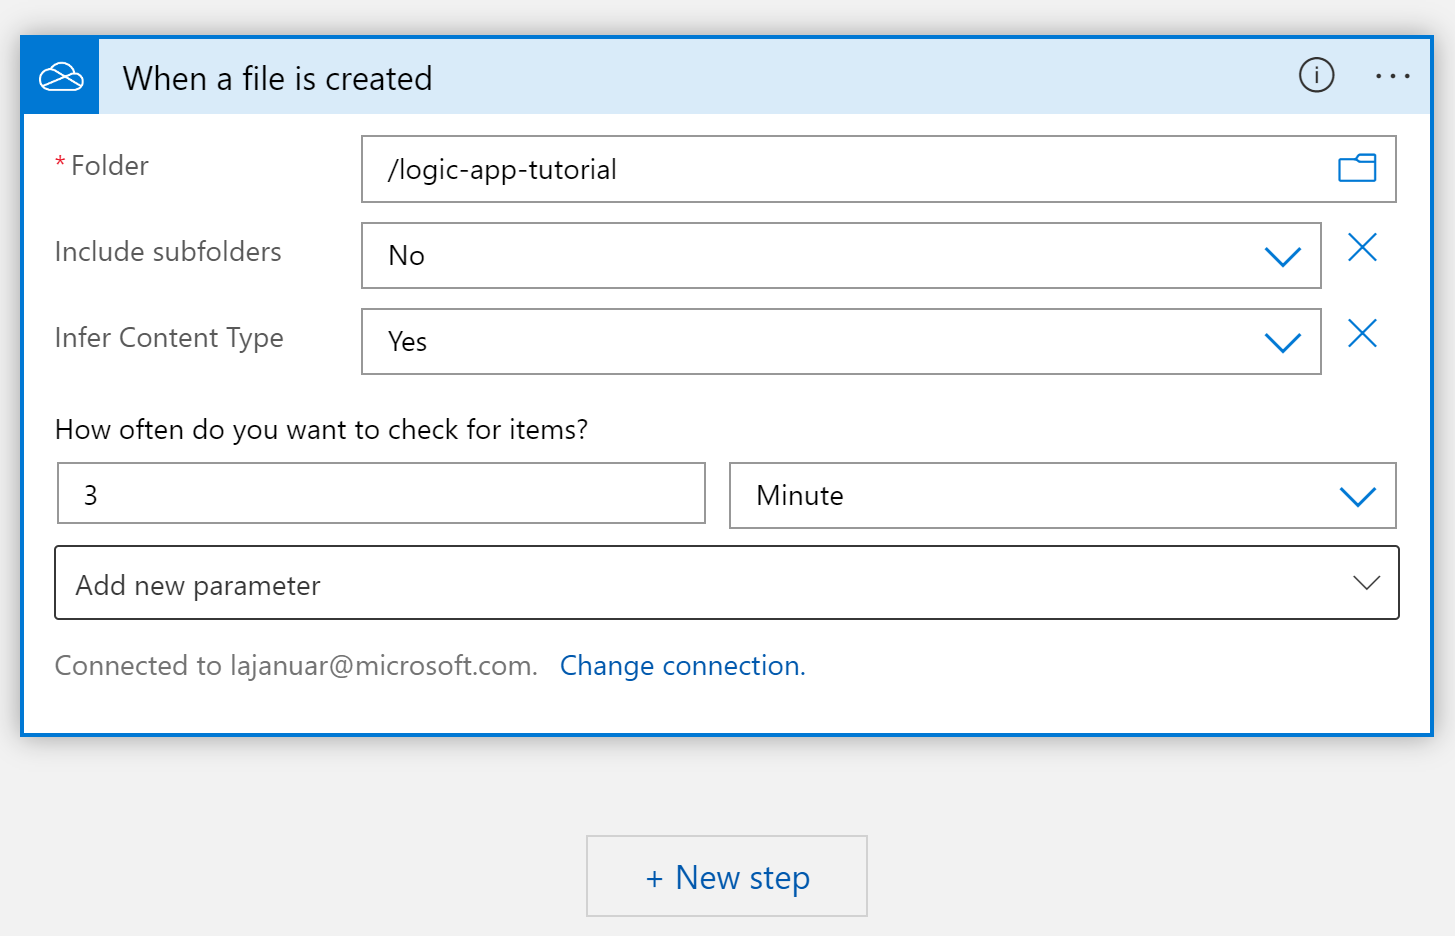 When a file is created
* Folder
/logic-app-tutorial
Include subfolders
No
Infer Content Type
Yes
How often do you want to check for items?
3
Minute
Add new parameter
Connected to lajanuar@microsoft.com. Change connection.
+ New step